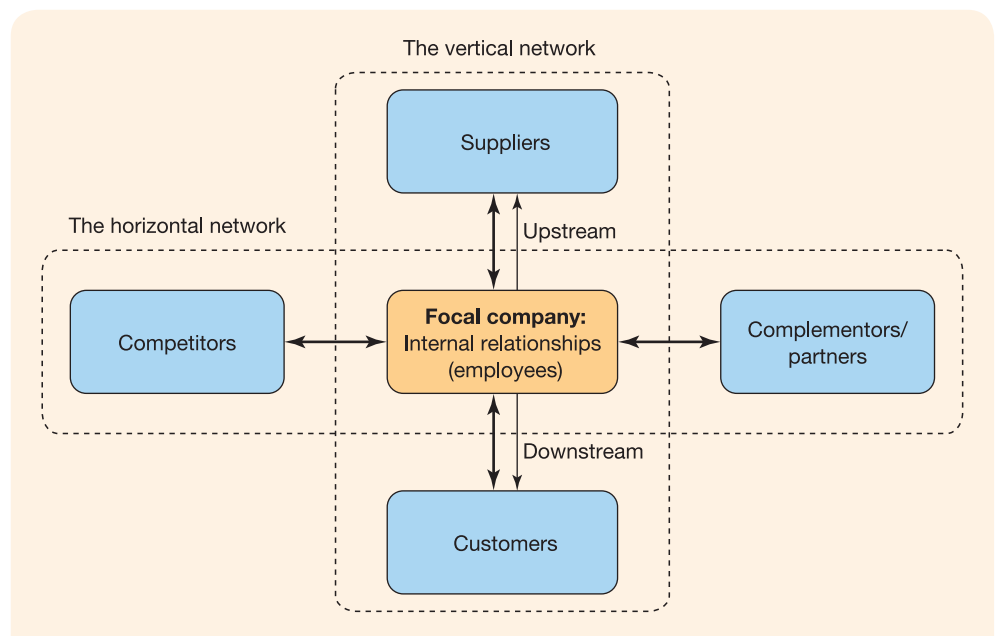 The vertical network
Suppliers
The horizontal network
Upstream
Competitors
Focal company:
Internal relationships
(employees)
Complementors/
partners
Downstream
Customers